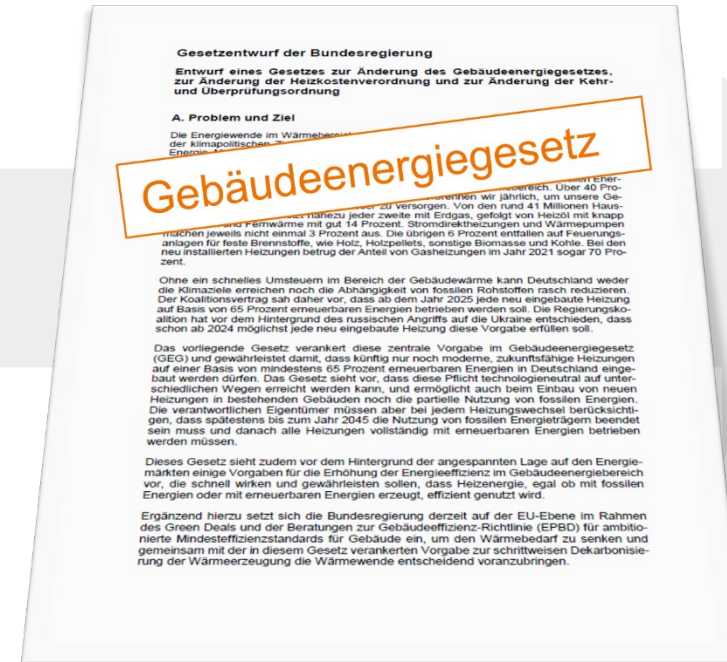 Gesetzentwurf der Bundesregierung
Entwurf eines Gesetzes zur Änderung des Gebäudeenergiegesetzes,
zur Änderung der Heizkostenverordnung und zur Änderung der Kehr-
und Überprüfungsordnung
A. Problem und Ziel
Die Energiewende im Wärmebereich
der klimapolitischen
Gebäudeenergiegesetz
Ener-
bereich. Über 40 Pro-
wir jährlich, um unsere Ge-
zu versorgen. Von den rund 41 Millionen Haus-
nahezu jeder zweite mit Erdgas, gefolgt von Heizöl mit knapp
und Fernwärme mit gut 14 Prozent. Stromdirektheizungen und Wärmepumpen
machen jeweils nicht einmal 3 Prozent aus. Die übrigen 6 Prozent entfallen auf Feuerungs-
anlagen für feste Brennstoffe, wie Holz, Holzpellets, sonstige Biomasse und Kohle. Bei den
neu installierten Heizungen betrug der Anteil von Gasheizungen im Jahr 2021 sogar 70 Pro-
zent.
Ohne ein schnelles Umsteuern im Bereich der Gebäudewärme kann Deutschland weder
die Klimaziele erreichen noch die Abhängigkeit von fossilen Rohstoffen rasch reduzieren.
Der Koalitionsvertrag sah daher vor, dass ab dem Jahr 2025 jede neu eingebaute Heizung
auf Basis von 65 Prozent erneuerbaren Energien betrieben werden soll. Die Regierungsko-
alition hat vor dem Hintergrund des russischen Angriffs auf die Ukraine entschieden, dass
schon ab 2024 möglichst jede neu eingebaute Heizung diese Vorgabe erfüllen soll.
Das vorliegende Gesetz verankert diese zentrale Vorgabe im Gebäudeenergiegesetz
(GEG) und gewährleistet damit, dass künftig nur noch moderne, zukunftsfähige Heizungen
auf einer Basis von mindestens 65 Prozent erneuerbaren Energien in Deutschland einge-
baut werden dürfen. Das Gesetz sieht vor, dass diese Pflicht technologieneutral auf unter-
schiedlichen Wegen erreicht werden kann, und ermöglicht auch beim Einbau von neuen
Heizungen in bestehenden Gebäuden noch die partielle Nutzung von fossilen Energien.
Die verantwortlichen Eigentümer müssen aber bei jedem Heizungswechsel berücksichti-
gen, dass spätestens bis zum Jahr 2045 die Nutzung von fossilen Energieträgern beendet
sein muss und danach alle Heizungen vollständig mit erneuerbaren Energien betrieben
werden müssen.
Dieses Gesetz sieht zudem vor dem Hintergrund der angespannten Lage auf den Energie-
märkten einige Vorgaben für die Erhöhung der Energieeffizienz im Gebäudeenergiebereich
vor, die schnell wirken und gewährleisten sollen, dass Heizenergie, egal ob mit fossilen
Energien oder mit erneuerbaren Energien erzeugt, effizient genutzt wird.
Ergänzend hierzu setzt sich die Bundesregierung derzeit auf der EU-Ebene im Rahmen
des Green Deals und der Beratungen zur Gebäudeeffizienz-Richtlinie (EPBD) für ambitio-
nierte Mindesteffizienzstandards für Gebäude ein, um den Wärmebedarf zu senken und
gemeinsam mit der in diesem Gesetz verankerten Vorgabe zur schrittweisen Dekarbonisie-
rung der Wärmeerzeugung die Wärmewende entscheidend voranzubringen.